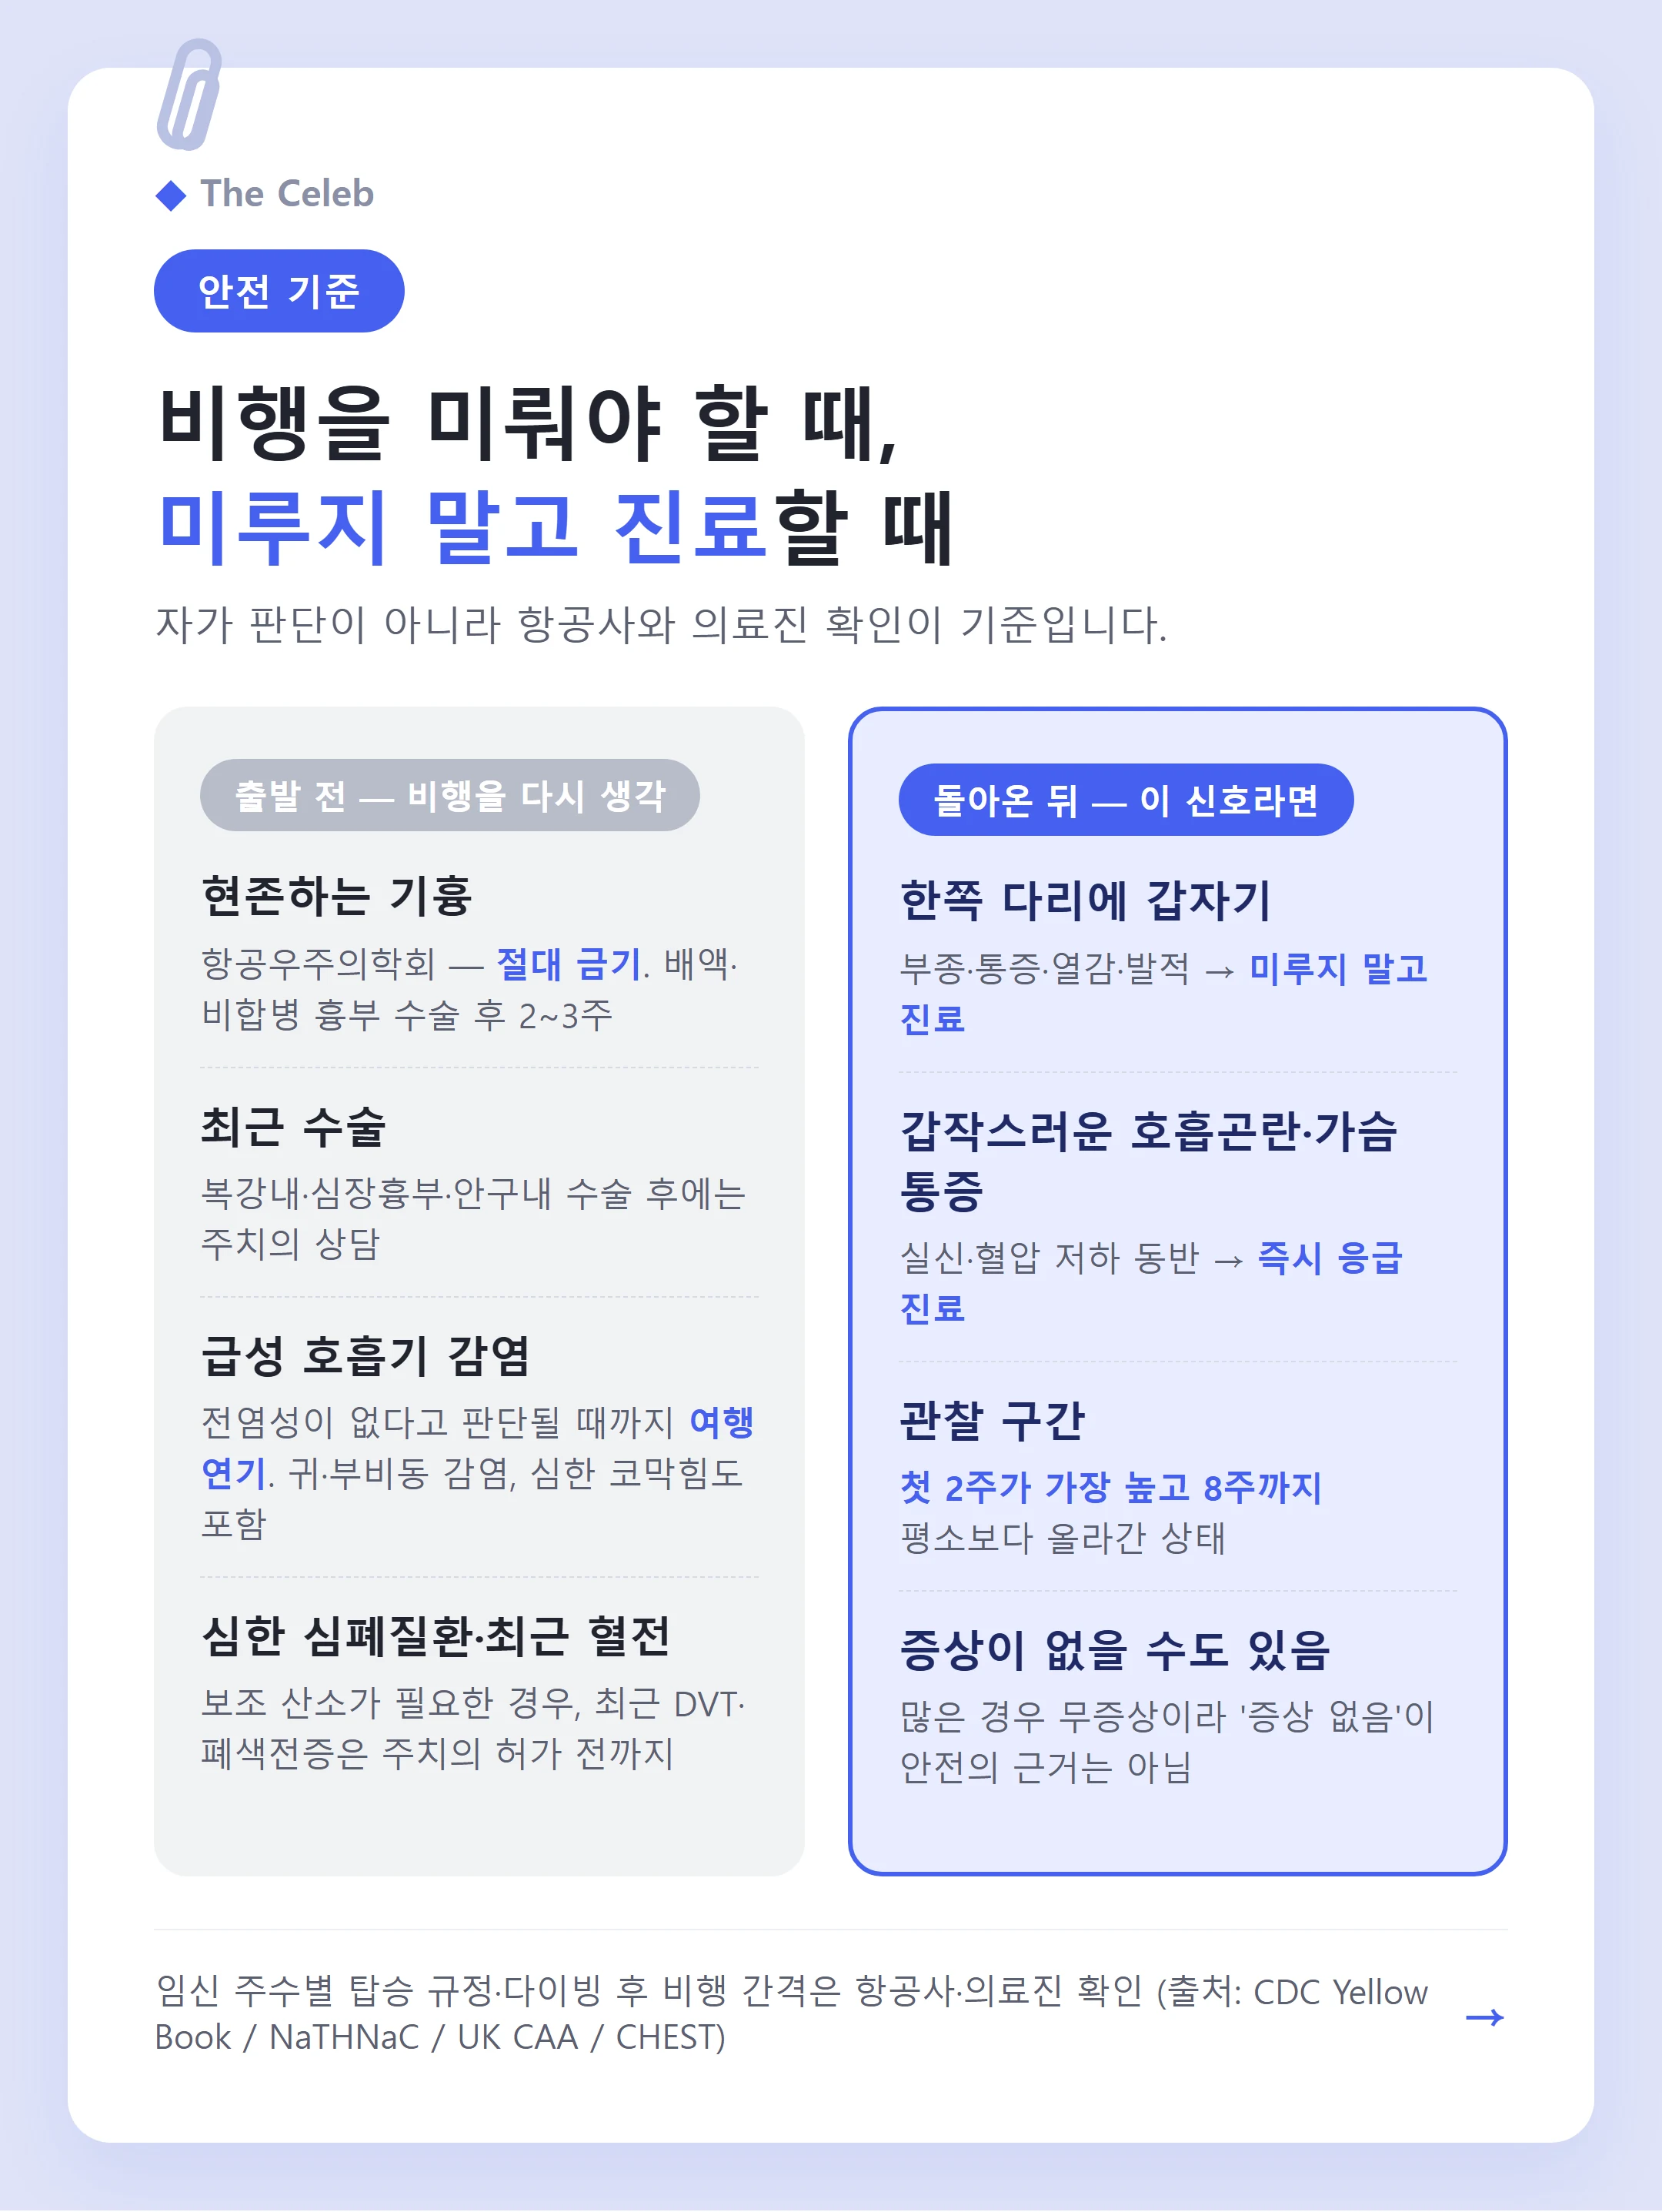 The Celeb
안전 기준
비행을 미뤄야 할 때,
미루지 말고 진료할 때
자가 판단이 아니라 항공사와 의료진 확인이 기준입니다.
출발 전 — 비행을 다시 생각
현존하는 기흉
항공우주의학회 — 절대 금기. 배액·
비합병 흉부 수술 후 2~3주
최근 수술
복강내·심장흉부·안구내 수술 후에는
주치의 상담
급성 호흡기 감염
전염성이 없다고 판단될 때까지 여행
연기. 귀·부비동 감염, 심한 코막힘도
포함
심한 심폐질환·최근 혈전
보조 산소가 필요한 경우, 최근 DVT·
폐색전증은 주치의 허가 전까지
돌아온 뒤 — 이 신호라면
한쪽 다리에 갑자기
부종·통증·열감·발적 → 미루지 말고
진료
갑작스러운 호흡곤란·가슴
통증
실신·혈압 저하 동반 → 즉시 응급
진료
관찰 구간
첫 2주가 가장 높고 8주까지
평소보다 올라간 상태
증상이 없을 수도 있음
많은 경우 무증상이라 '증상 없음'이
안전의 근거는 아님
임신 주수별 탑승 규정·다이빙 후 비행 간격은 항공사·의료진 확인 (출처: CDC Yellow
Book / NaTHNaC / UK CAA / CHEST)
→